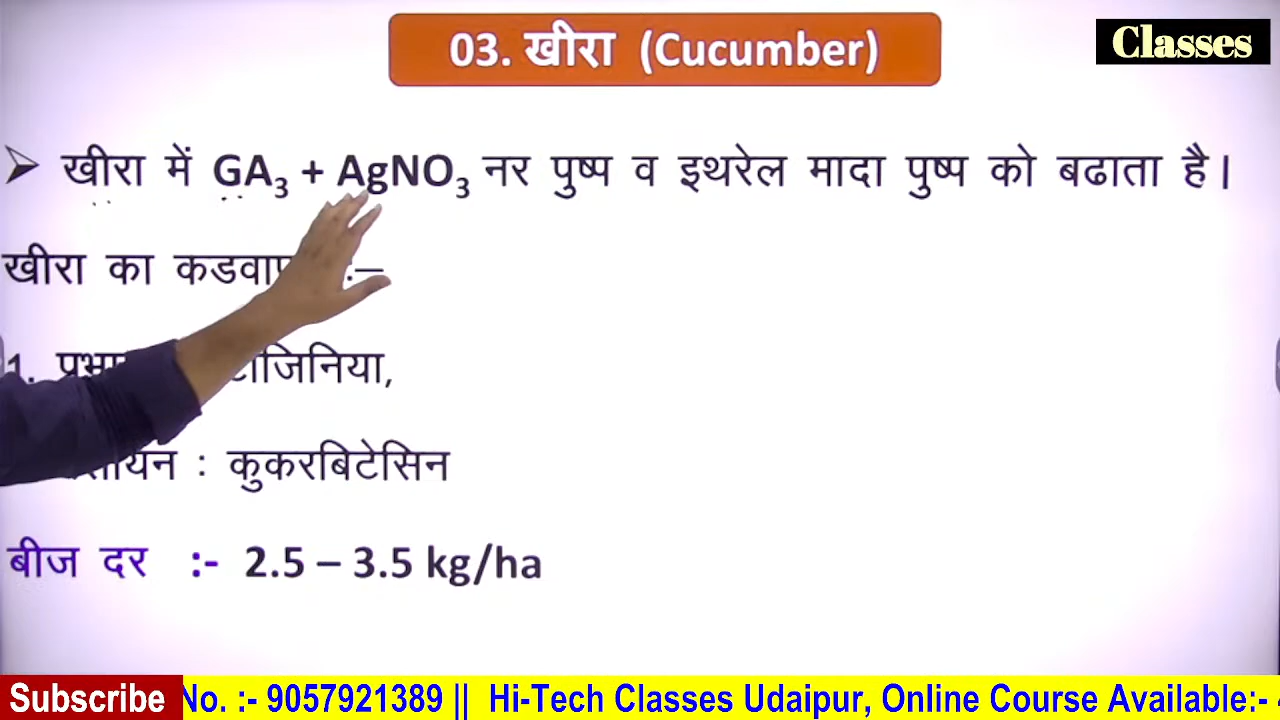 03. खीरा (Cucumber)
Classes
➢ खीरा में GA₃ + AgNO₃ नर पुष्प व इथरेल मादा पुष्प को बढाता है।
खीरा का :–
1.
: कुकरबिटेसिन
बीज दर :- 2.5 – 3.5 kg/ha
Subscribe No. :- 9057921389 || Hi-Tech Classes Udaipur, Online Course Available:-